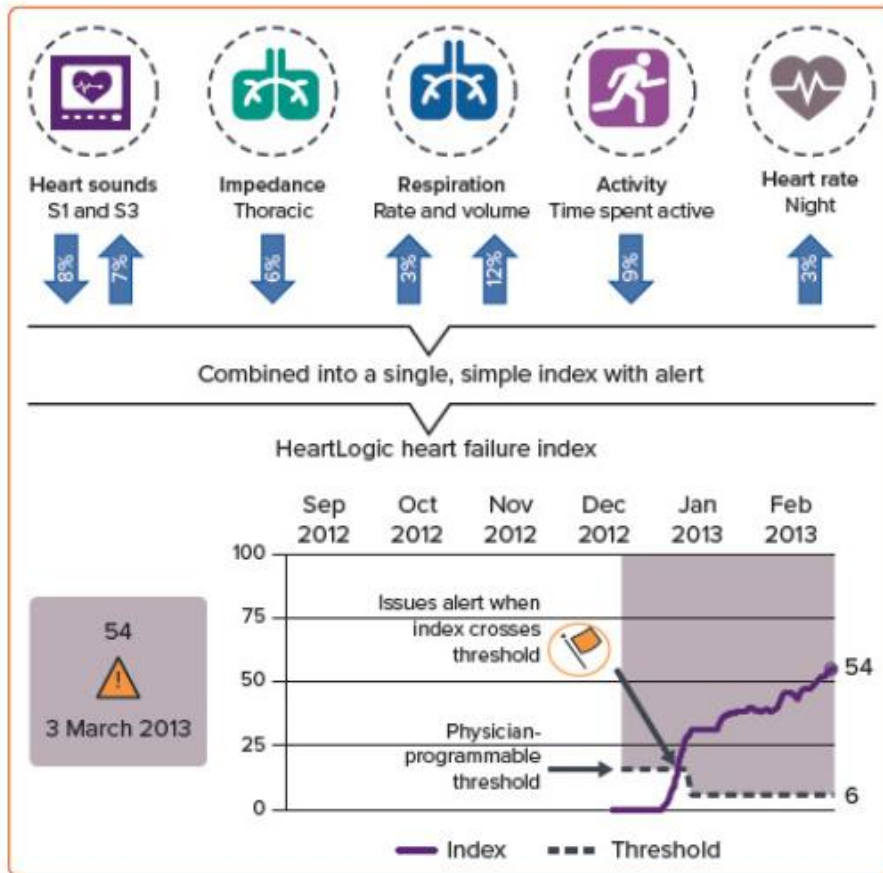 Heart sounds
S1 and S3
Impedance
Thoracic
Respiration
Rate and volume
Activity
Time spent active
Heart rate
Night
8%
7%
6%
3%
12%
9%
3%
Combined into a single, simple index with alert
HeartLogic heart failure index
Sep
2012
Oct
2012
Nov
2012
Dec
2012
Jan
2013
Feb
2013
100
75
50
25
0
Issues alert when
index crosses
threshold
Physician-
programmable
threshold
54
6
54
!
3 March 2013
Index
Threshold